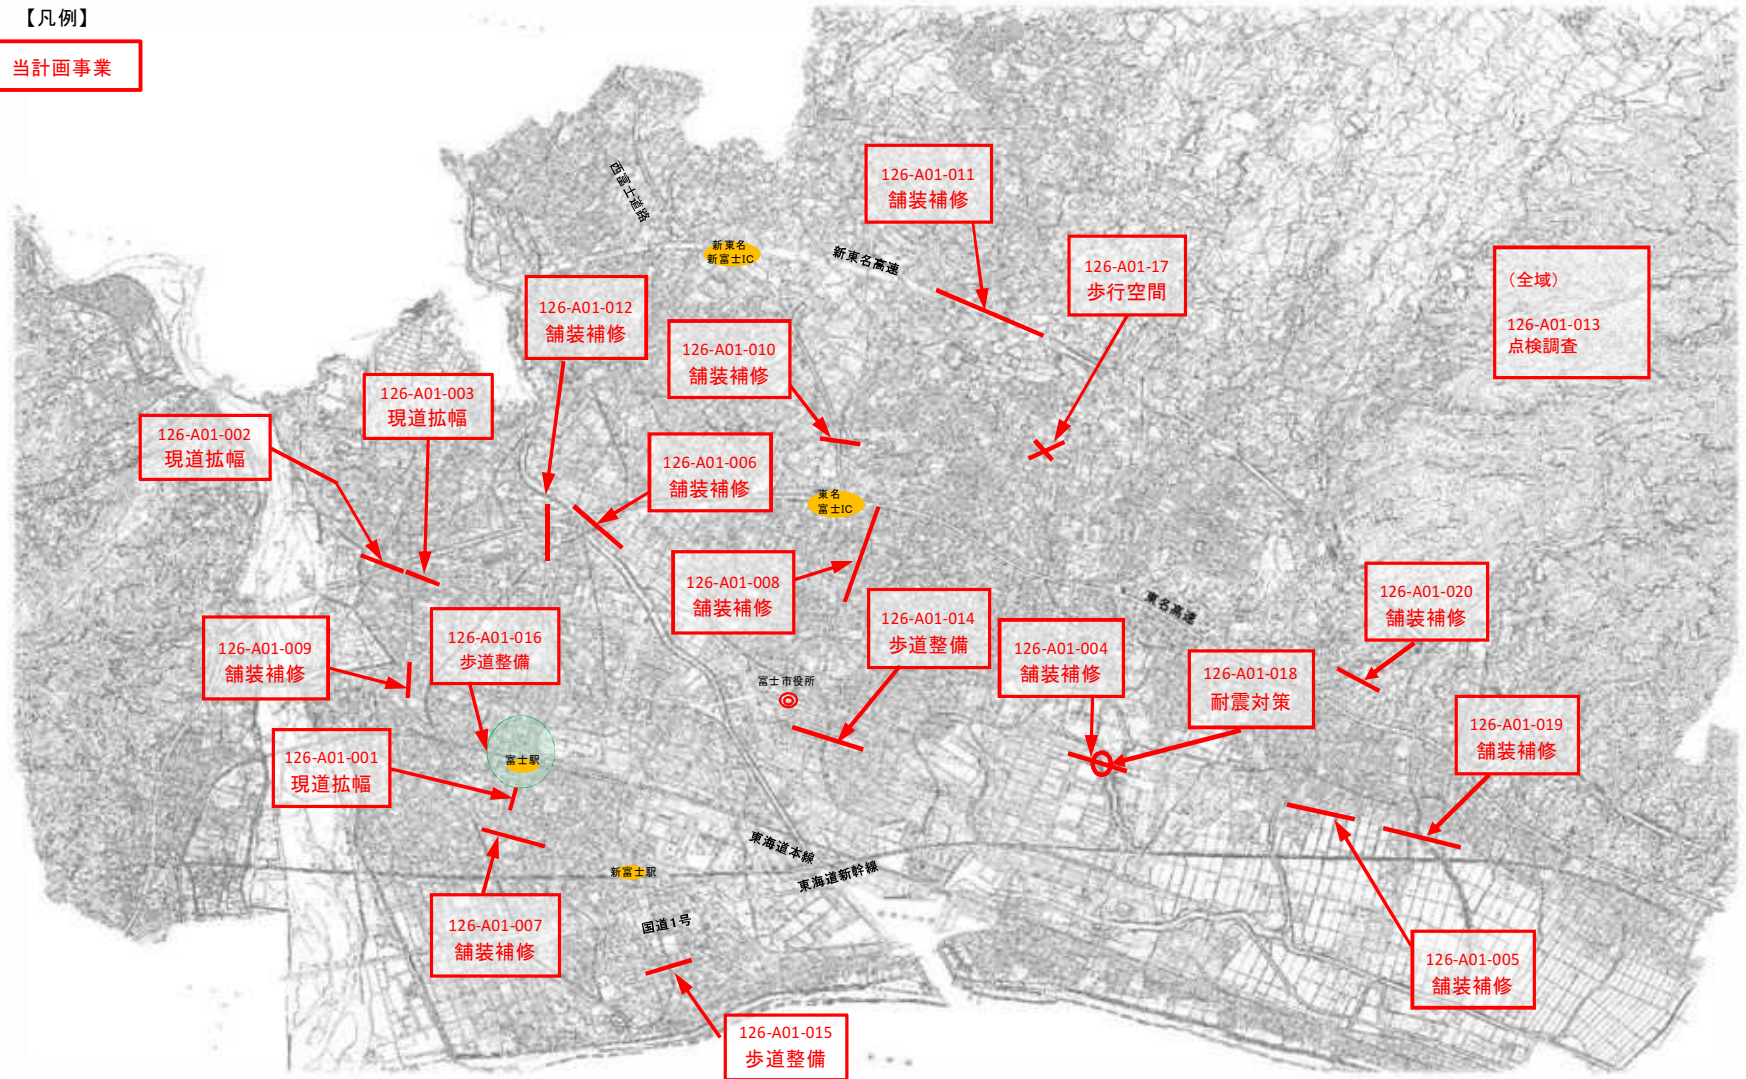 【凡例】
当計画事業
西富士道路
新東名
新富士IC
新東名高速
126-A01-011
舗装補修
126-A01-17
歩行空間
(全域)
126-A01-013
点検調査
126-A01-012
舗装補修
126-A01-010
舗装補修
126-A01-003
現道拡幅
126-A01-002
現道拡幅
126-A01-006
舗装補修
東名
富士IC
126-A01-008
舗装補修
東名高速
126-A01-020
舗装補修
126-A01-009
舗装補修
126-A01-016
歩道整備
126-A01-014
歩道整備
126-A01-004
舗装補修
126-A01-018
耐震対策
富士市役所
126-A01-019
舗装補修
126-A01-001
現道拡幅
富士駅
東海道本線
東海道新幹線
新富士駅
126-A01-007
舗装補修
国道1号
126-A01-005
舗装補修
126-A01-015
歩道整備